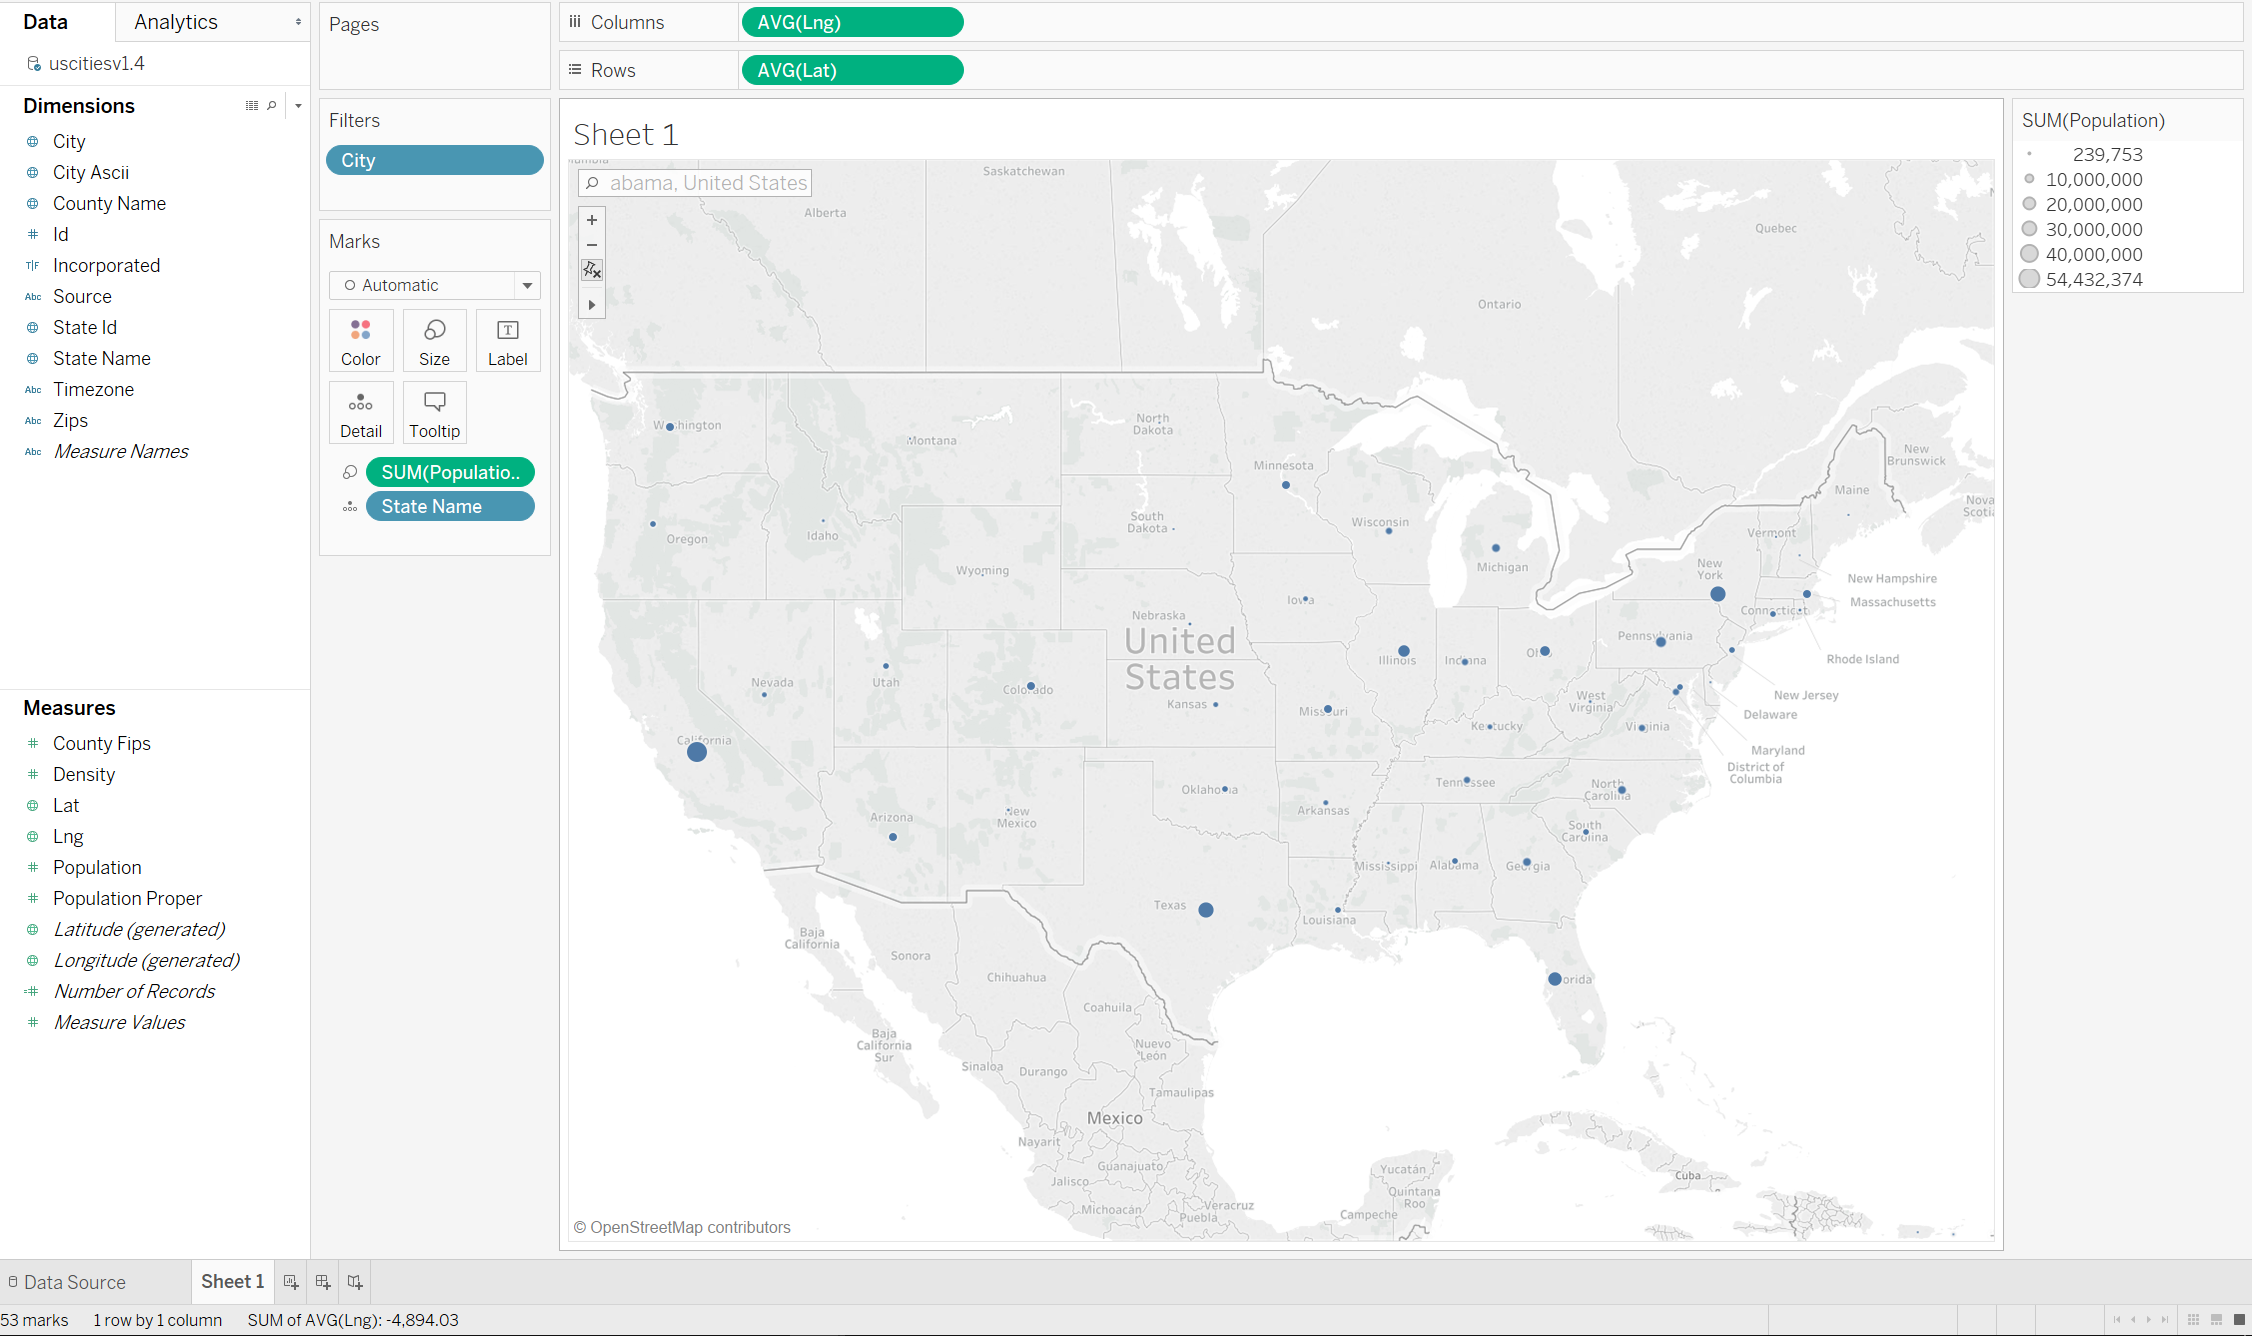 Data
Analytics
uscitiesv1.4
Dimensions
City
City Ascii
County Name
Id
T|F Incorporated
Abc Source
State Id
State Name
Abc Timezone
Abc Zips
Abc Measure Names
Measures
County Fips
Density
Lat
Lng
Population
Population Proper
Latitude (generated)
Longitude (generated)
Number of Records
Measure Values
Pages
Filters
City
Marks
Automatic
Color
Size
Label
Detail
Tooltip
SUM(Populatio..
State Name
Columns
AVG(Lng)
Rows
AVG(Lat)
Sheet 1
abama, United States
Saskatchewan
Alberta
Quebec
Ontario
Washington
Montana
North
Dakota
Minnesota
New
Brunswick
Maine
Nova
Scoti
Oregon
Idaho
South
Dakota
Wisconsin
Vermont
Wyoming
Michigan
New
York
New Hampshire
Iowa
Massachusetts
Connecticut
Nebraska
United
States
Pennsylvania
Illinois
Indiana
Ohio
Rhode Island
Nevada
Utah
Colorado
Kansas
Missouri
West
Virginia
New Jersey
Delaware
Kentucky
Virginia
California
Maryland
District of
Columbia
Tennessee
Oklahoma
North
Carolina
Arkansas
Arizona
New
Mexico
South
Carolina
Mississippi
Alabama
Georgia
Texas
Louisiana
Florida
Baja
California
Sonora
Chihuahua
Coahuila
Baja
California
Sur
Nuevo
León
Sinaloa
Durango
Tamaulipas
Mexico
Nayarit
Guanajuato
Jalisco
Yucatán
Quintana
Roo
Michoacán
Veracruz
Puebla
Campeche
Cuba
© OpenStreetMap contributors
SUM(Population)
239,753
10,000,000
20,000,000
30,000,000
40,000,000
54,432,374
Data Source
Sheet 1
53 marks
1 row by 1 column
SUM of AVG(Lng): -4,894.03